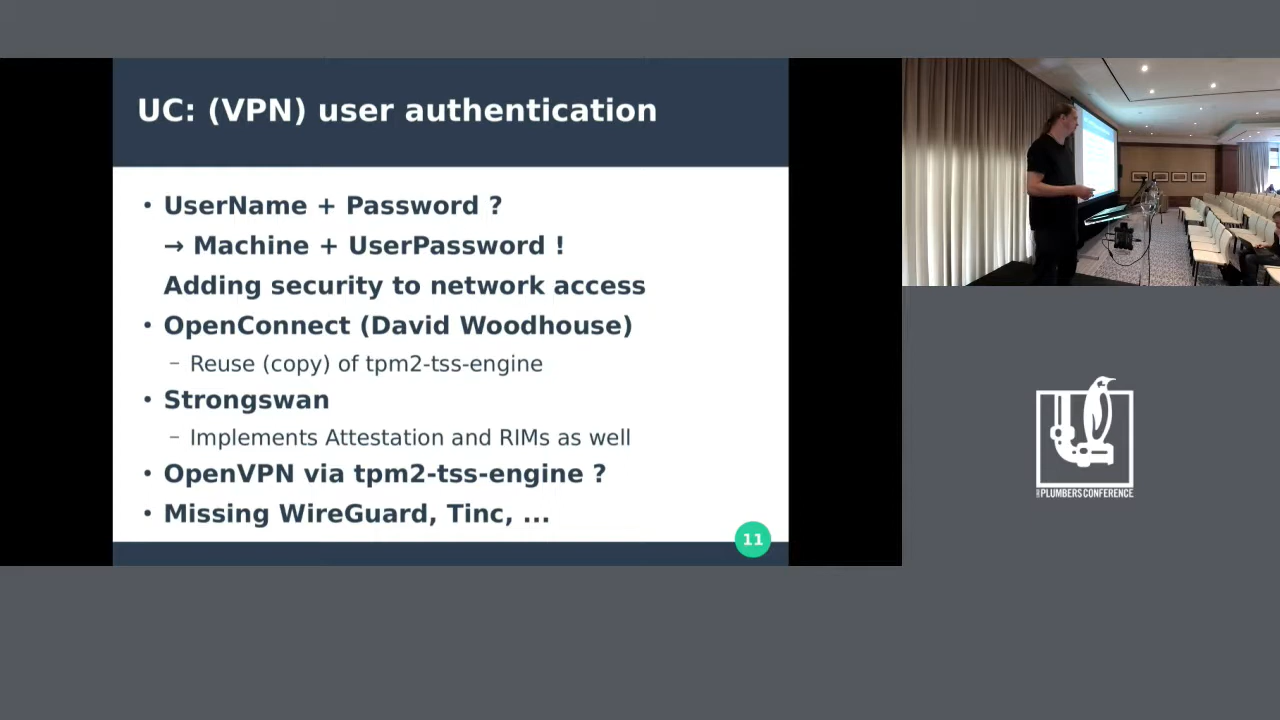 UC: (VPN) user authentication
• UserName + Password ?
→ Machine + UserPassword !
Adding security to network access
• OpenConnect (David Woodhouse)
– Reuse (copy) of tpm2-tss-engine
• Strongswan
– Implements Attestation and RIMs as well
• OpenVPN via tpm2-tss-engine ?
• Missing WireGuard, Tinc, ...
11
PLUMBERS CONFERENCE